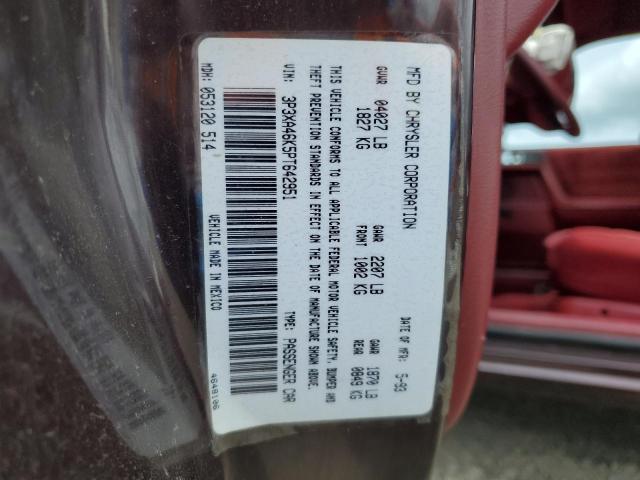 MFD BY CHRYSLER CORPORATION
DATE OF MFR: 5-93
GVWR 04027 LB
1827 KG
GAWR FRONT 2207 LB
1002 KG
GAWR REAR 1870 LB
0849 KG
THIS VEHICLE CONFORMS TO ALL APPLICABLE FEDERAL MOTOR VEHICLE SAFETY, BUMPER AND
THEFT PREVENTION STANDARDS IN EFFECT ON THE DATE OF MANUFACTURE SHOWN ABOVE.
VIN: 3P3XA46K5PT642951
TYPE: PASSENGER CAR
MDH: 053120 514
VEHICLE MADE IN MEXICO
4648106